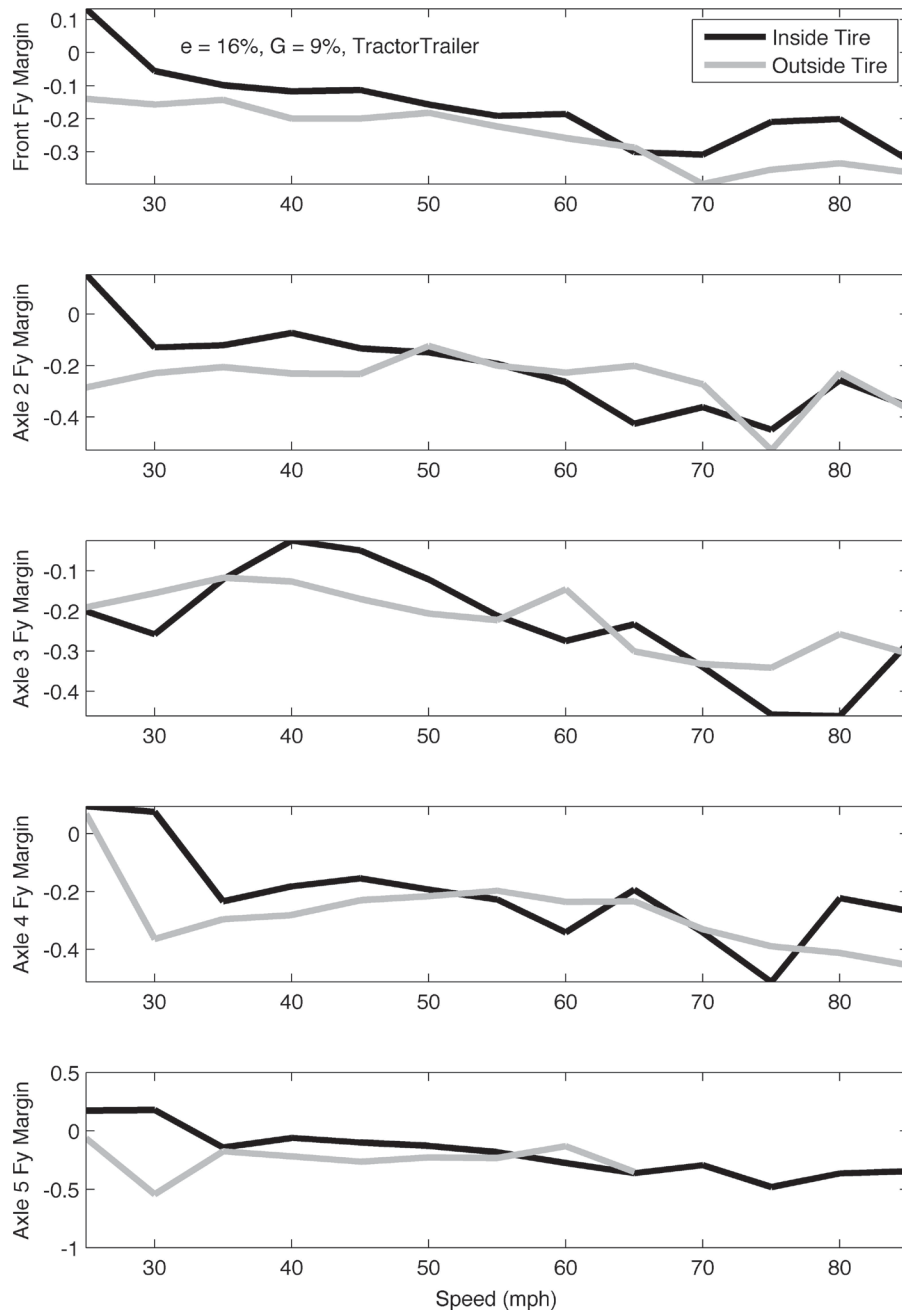 e = 16%, G = 9%, TractorTrailer
Inside Tire
Outside Tire
Front Fy Margin
0.1
0
-0.1
-0.2
-0.3
30 40 50 60 70 80
Axle 2 Fy Margin
0
-0.2
-0.4
30 40 50 60 70 80
Axle 3 Fy Margin
-0.1
-0.2
-0.3
-0.4
30 40 50 60 70 80
Axle 4 Fy Margin
0
-0.2
-0.4
30 40 50 60 70 80
Axle 5 Fy Margin
0.5
0
-0.5
-1
30 40 50 60 70 80
Speed (mph)